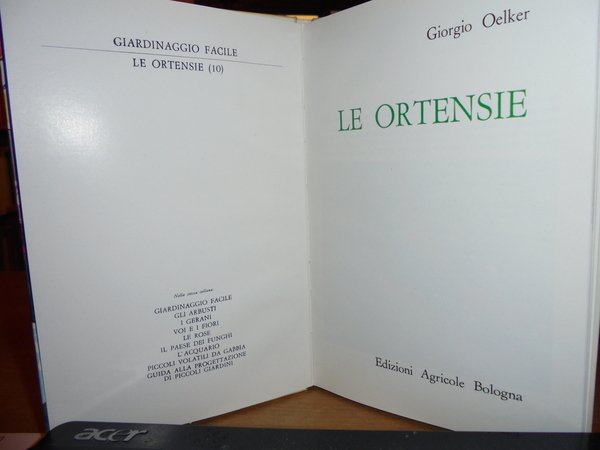 GIARDINAGGIO FACILE
LE ORTENSIE (10)
Nella stessa collana:
GIARDINAGGIO FACILE
GLI ARBUSTI
I GERANI
VOI E I FIORI
LE ROSE
IL PAESE DEI FUNGHI
L'ACQUARIO
PICCOLI VOLATILI DA GABBIA
GUIDA ALLA PROGETTAZIONE
DI PICCOLI GIARDINI
Giorgio Oelker
LE ORTENSIE
Edizioni Agricole Bologna
acer